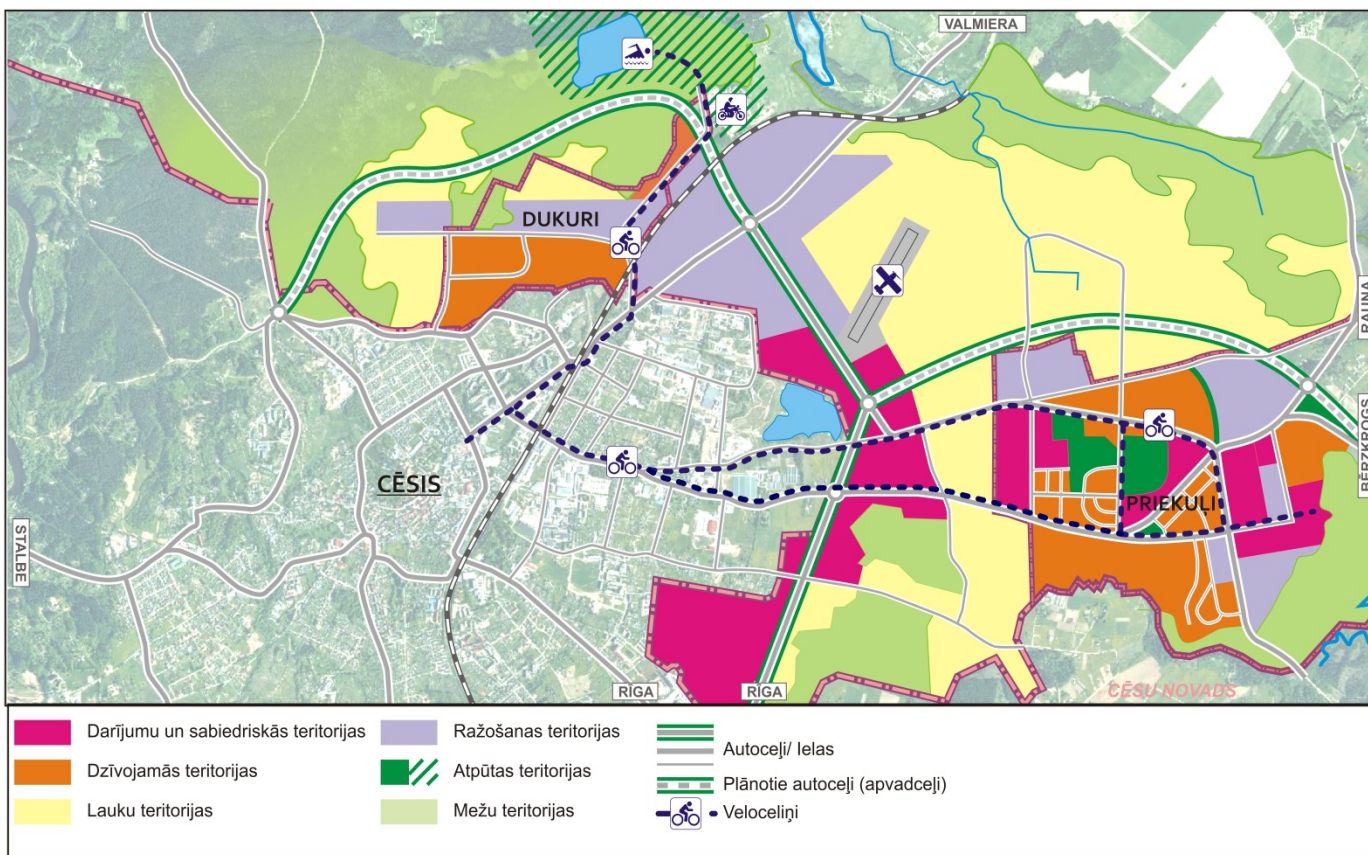 VALMIERA
DUKURI
RAUNA
BĒRZKROGS
CĒSIS
PRIEKUĻI
STALBE
RĪGA
RĪGA
CĒSU NOVADS
Darījumu un sabiedriskās teritorijas
Dzīvojamās teritorijas
Lauku teritorijas
Ražošanas teritorijas
Atpūtas teritorijas
Mežu teritorijas
Autoceļi/ Ielas
Plānotie autoceļi (apvadceļi)
Veloceliņi